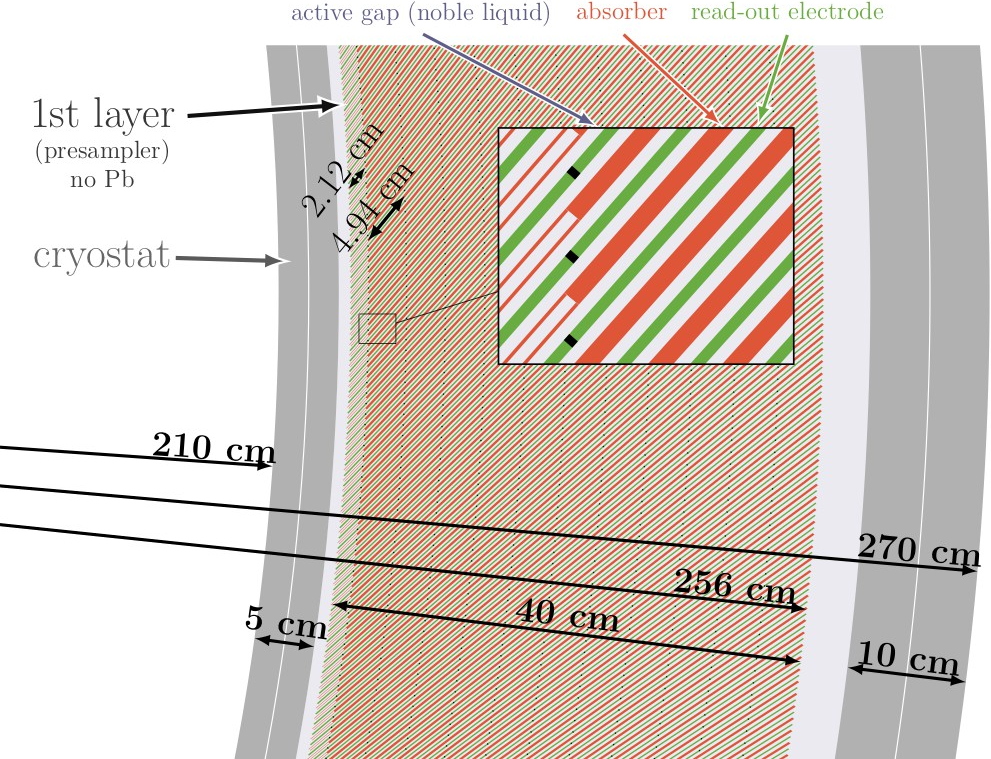 active gap (noble liquid)
absorber
read-out electrode
1st layer
(presampler)
no Pb
2.12 cm
4.94 cm
cryostat
210 cm
270 cm
256 cm
40 cm
5 cm
10 cm